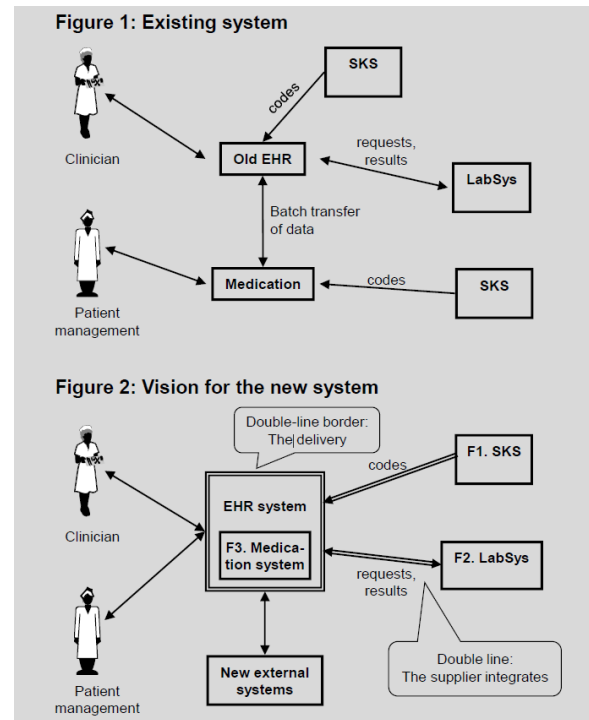 Figure 1: Existing system
SKS
codes
Clinician
Old EHR
requests,
results
LabSys
Batch transfer
of data
Medication
codes
SKS
Patient
management
Figure 2: Vision for the new system
Double-line border:
The delivery
codes
F1. SKS
EHR system
Clinician
F3. Medica-
tion system
F2. LabSys
requests,
results
Double line:
The supplier integrates
New external
systems
Patient
management